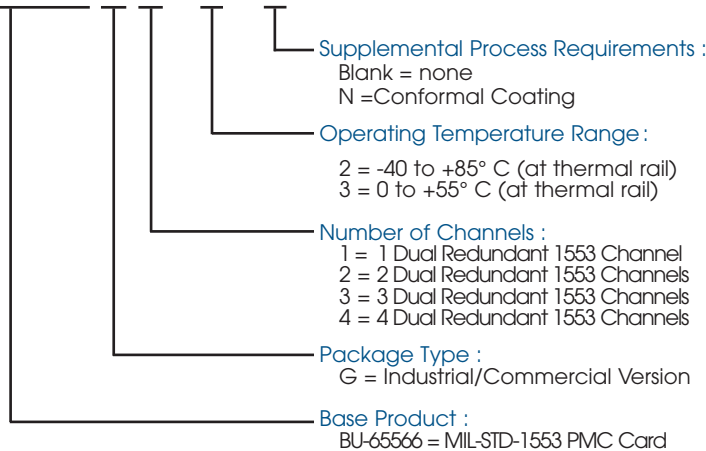 Supplemental Process Requirements :
Blank = none
N =Conformal Coating
Operating Temperature Range :
2 = -40 to +85° C (at thermal rail)
3 = 0 to +55° C (at thermal rail)
Number of Channels :
1 = 1 Dual Redundant 1553 Channel
2 = 2 Dual Redundant 1553 Channels
3 = 3 Dual Redundant 1553 Channels
4 = 4 Dual Redundant 1553 Channels
Package Type :
G = Industrial/Commercial Version
Base Product :
BU-65566 = MIL-STD-1553 PMC Card